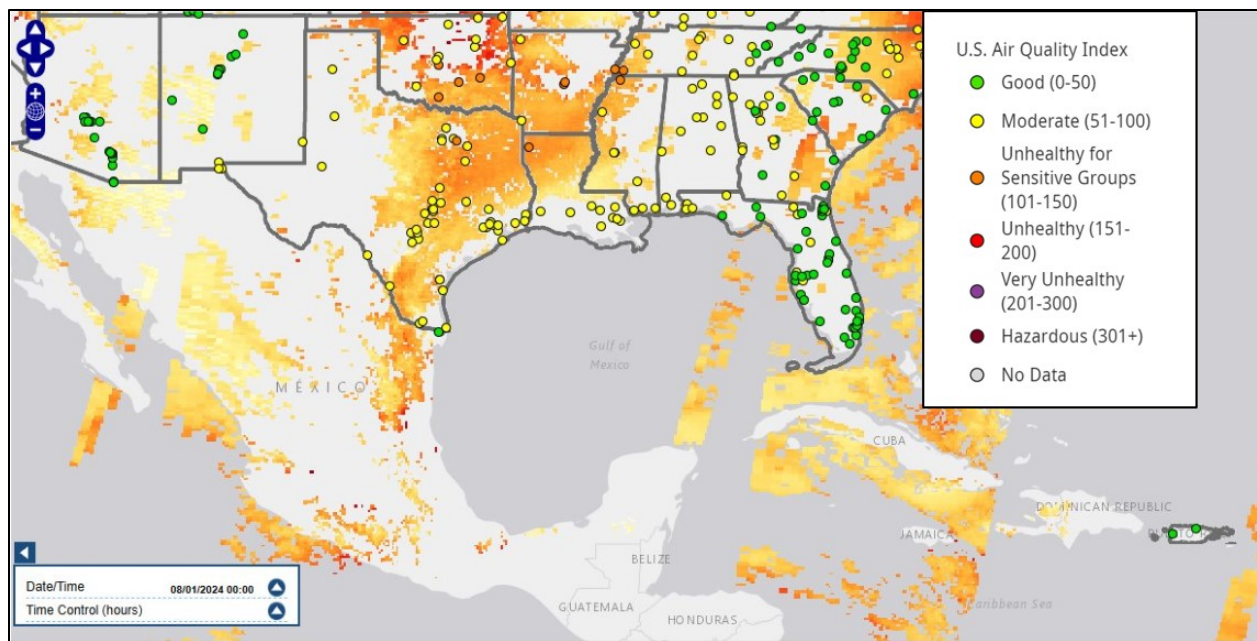 U.S. Air Quality Index
Good (0-50)
Moderate (51-100)
Unhealthy for
Sensitive Groups
(101-150)
Unhealthy (151-
200)
Very Unhealthy
(201-300)
Hazardous (301+)
No Data
Gulf of
Mexico
MÉXICO
CUBA
DOMINICAN REPUBLIC
JAMAICA
BELIZE
GUATEMALA
HONDURAS
Caribbean Sea
Date/Time 08/01/2024 00:00
Time Control (hours)